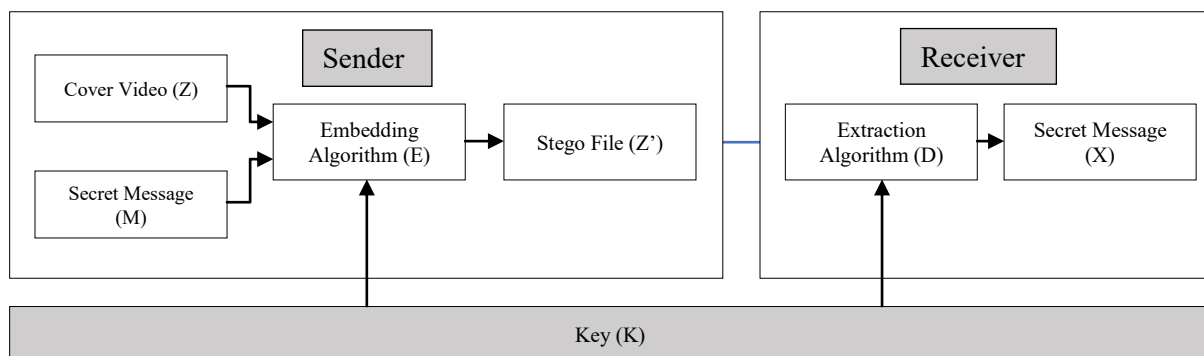 Sender
Cover Video (Z)
Secret Message
(M)
Embedding
Algorithm (E)
Stego File (Z’)
Receiver
Extraction
Algorithm (D)
Secret Message
(X)
Key (K)